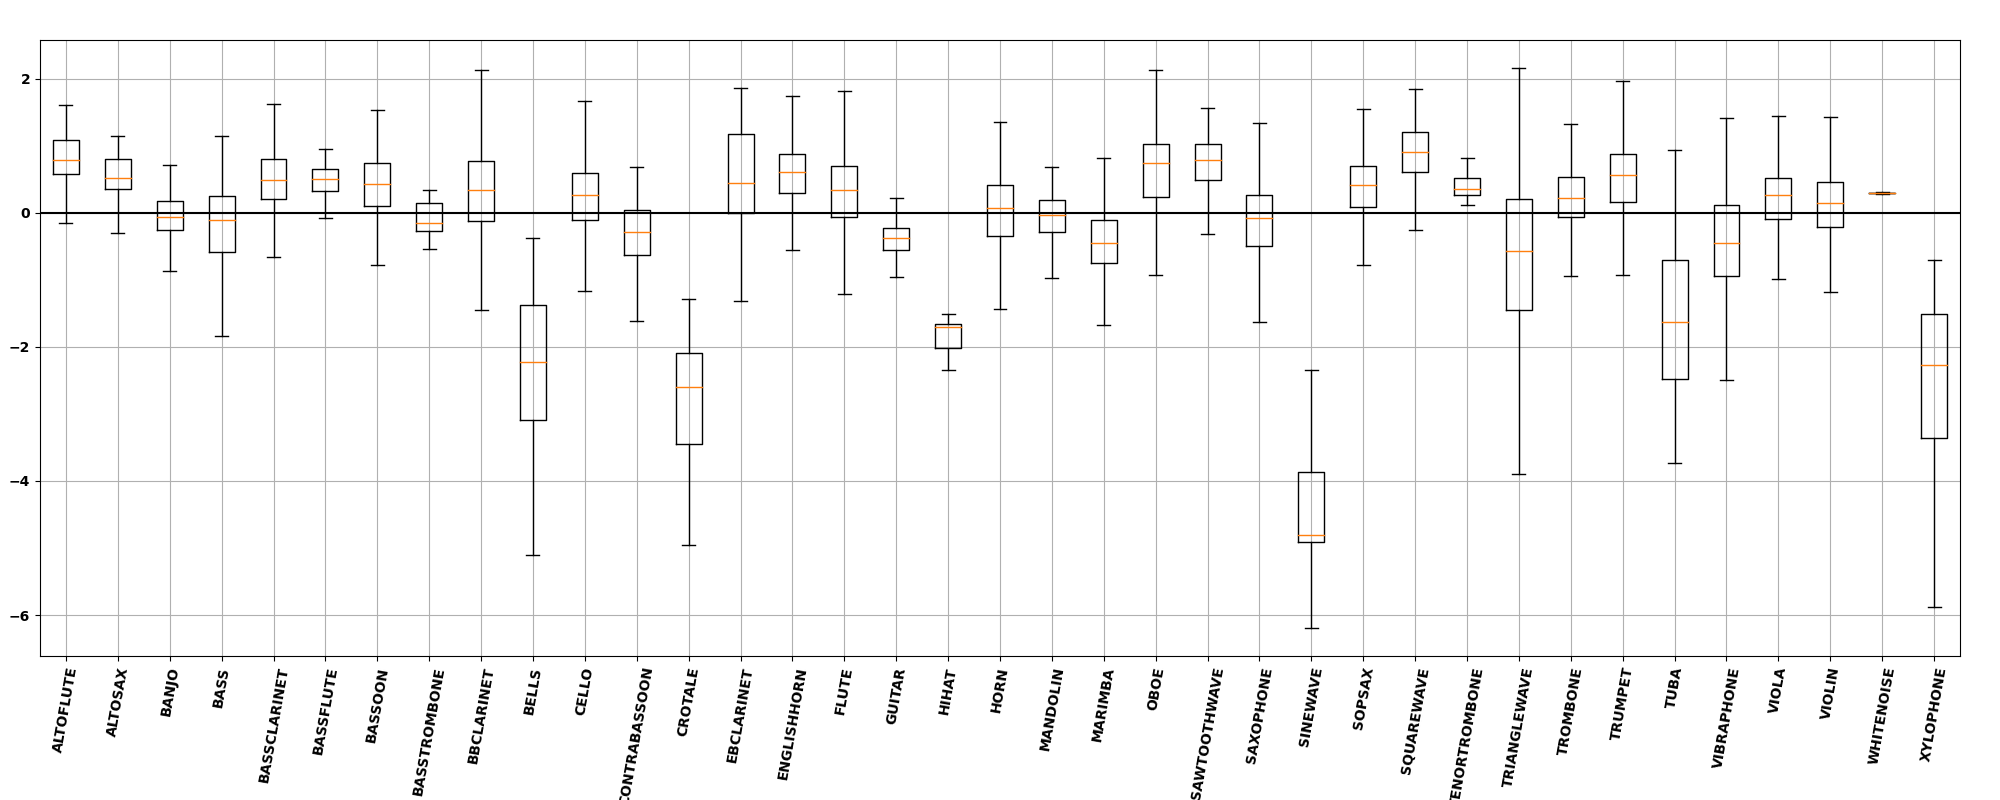 2
0
−2
−4
−6
ALTOFLUTE
ALTOSAX
BANJO
BASS
BASSCLARINET
BASSFLUTE
BASSOON
BASSTROMBONE
BBCLARINET
BELLS
CELLO
CONTRABASSOON
CROTALE
EBCLARINET
ENGLISHHORN
FLUTE
GUITAR
HIHAT
HORN
MANDOLIN
MARIMBA
OBOE
SAWTOOTHWAVE
SAXOPHONE
SINEWAVE
SOPSAX
SQUAREWAVE
TENORTROMBONE
TRIANGLEWAVE
TROMBONE
TRUMPET
TUBA
VIBRAPHONE
VIOLA
VIOLIN
WHITENOISE
XYLOPHONE